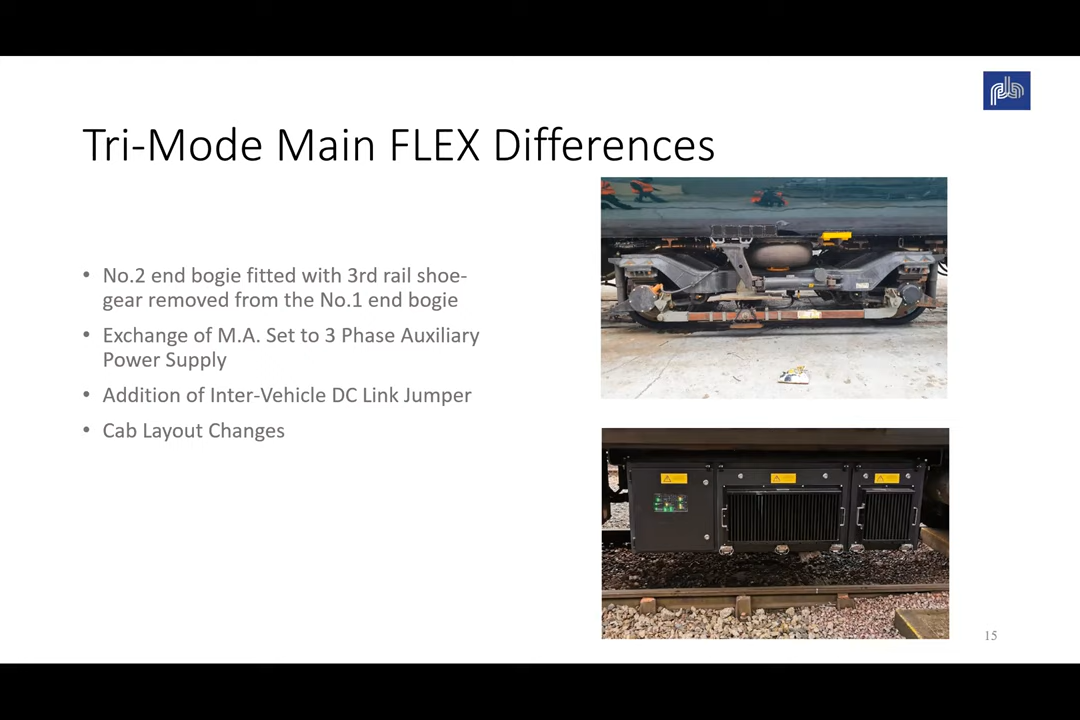 Tri-Mode Main FLEX Differences
• No.2 end bogie fitted with 3rd rail shoe-
gear removed from the No.1 end bogie
• Exchange of M.A. Set to 3 Phase Auxiliary
Power Supply
• Addition of Inter-Vehicle DC Link Jumper
• Cab Layout Changes
15